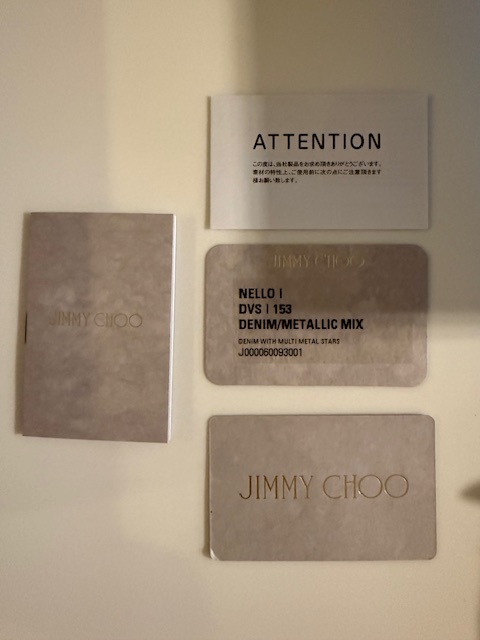 JIMMY CHOO
ATTENTION
この度は、当社製品をお求め頂きありがとうございます。
素材の特性上、ご使用前に次の点にご注意頂きます
様お願い致します。
JIMMY CHOO
NELLO |
DVS | 153
DENIM/METALLIC MIX
DENIM WITH MULTI METAL STARS
J000060093001
JIMMY CHOO